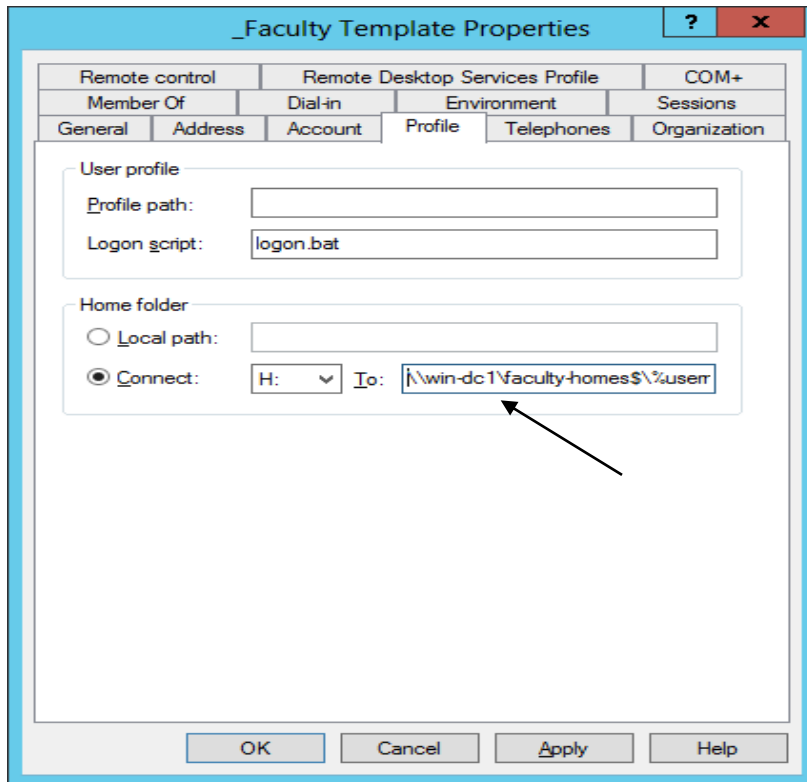 _Faculty Template Properties ? x
Remote control Remote Desktop Services Profile COM+
Member Of Dial-in Environment Sessions
General Address Account Profile Telephones Organization
User profile
Profile path:
Logon script: logon.bat
Home folder
Local path:
Connect: H: To: \\win-dc1\faculty-homes$\%usern
OK Cancel Apply Help